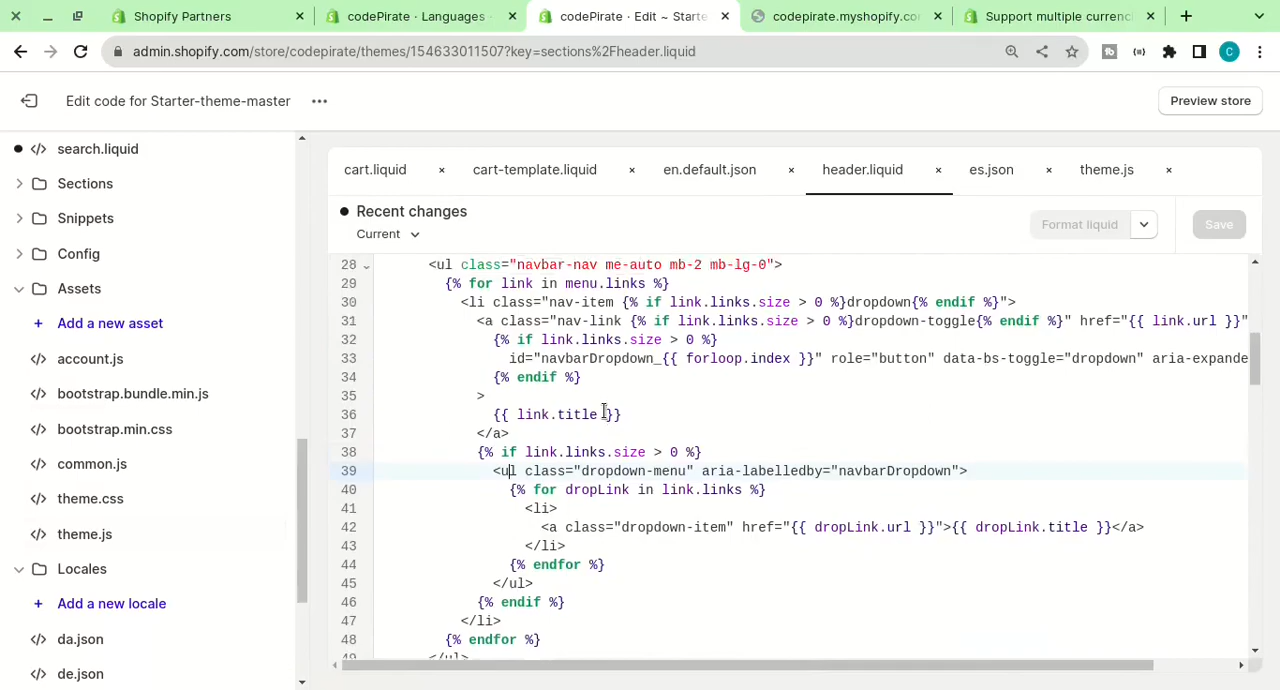 Shopify Partners
codePirate · Languages ·
codePirate · Edit ~ Starte
codepirate.myshopify.co
Support multiple currenc
admin.shopify.com/store/codepirate/themes/154633011507?key=sections%2Fheader.liquid
C
Edit code for Starter-theme-master
Preview store
search.liquid
Sections
Snippets
Config
Assets
+ Add a new asset
account.js
bootstrap.bundle.min.js
bootstrap.min.css
common.js
theme.css
theme.js
Locales
+ Add a new locale
da.json
de.json
cart.liquid
cart-template.liquid
en.default.json
header.liquid
es.json
theme.js
Recent changes
Current
Format liquid
Save
28 <ul class="navbar-nav me-auto mb-2 mb-lg-0">
29 {% for link in menu.links %}
30 <li class="nav-item {% if link.links.size > 0 %}dropdown{% endif %}">
31 <a class="nav-link {% if link.links.size > 0 %}dropdown-toggle{% endif %}" href="{{ link.url }}"
32 {% if link.links.size > 0 %}
33 id="navbarDropdown_{{ forloop.index }}" role="button" data-bs-toggle="dropdown" aria-expande
34 {% endif %}
35 >
36 {{ link.title }}
37 </a>
38 {% if link.links.size > 0 %}
39 <ul class="dropdown-menu" aria-labelledby="navbarDropdown">
40 {% for dropLink in link.links %}
41 <li>
42 <a class="dropdown-item" href="{{ dropLink.url }}">{{ dropLink.title }}</a>
43 </li>
44 {% endfor %}
45 </ul>
46 {% endif %}
47 </li>
48 {% endfor %}
49 </ul>